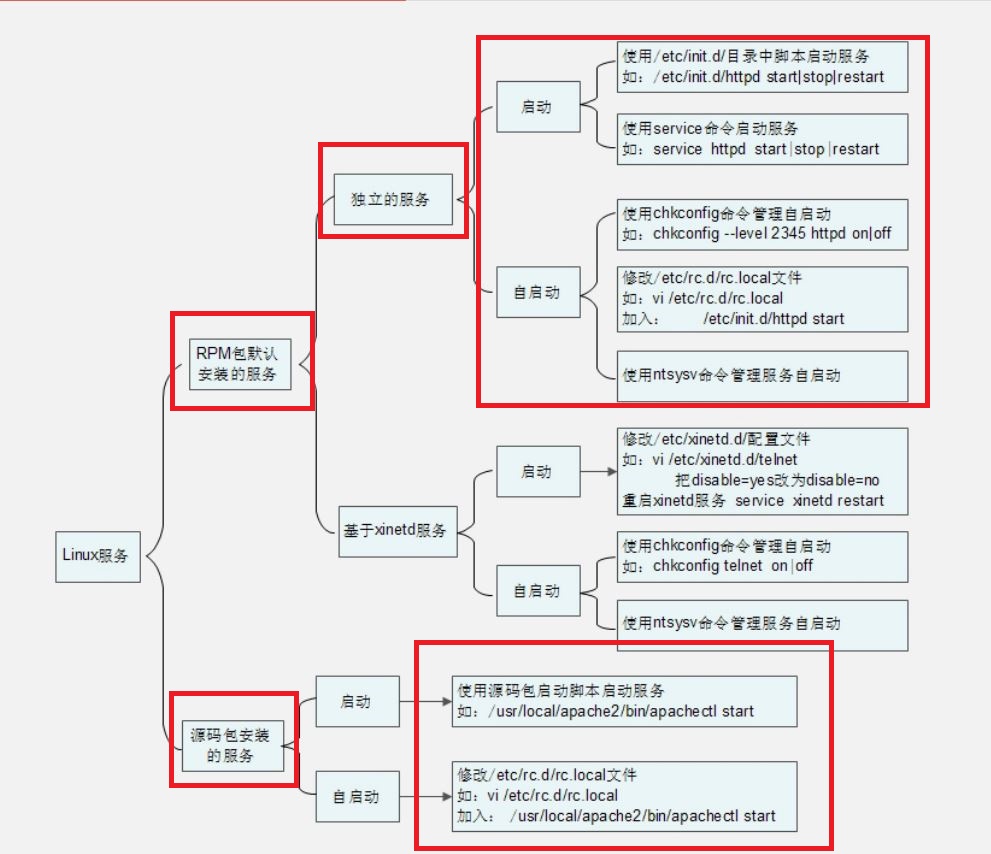 Linux服务
RPM包默认
安装的服务
独立的服务
启动
使用/etc/init.d/目录中脚本启动服务
如：/etc/init.d/httpd start|stop|restart
使用service命令启动服务
如：service httpd start|stop|restart
自启动
使用chkconfig命令管理自启动
如：chkconfig --level 2345 httpd on|off
修改/etc/rc.d/rc.local文件
如：vi /etc/rc.d/rc.local
加入： /etc/init.d/httpd start
使用ntsysv命令管理服务自启动
基于xinetd服务
启动
修改/etc/xinetd.d/配置文件
如：vi /etc/xinetd.d/telnet
把disable=yes改为disable=no
重启xinetd服务 service xinetd restart
自启动
使用chkconfig命令管理自启动
如：chkconfig telnet on|off
使用ntsysv命令管理服务自启动
源码包安装
的服务
启动
使用源码包启动脚本启动服务
如：/usr/local/apache2/bin/apachectl start
自启动
修改/etc/rc.d/rc.local文件
如：vi /etc/rc.d/rc.local
加入： /usr/local/apache2/bin/apachectl start